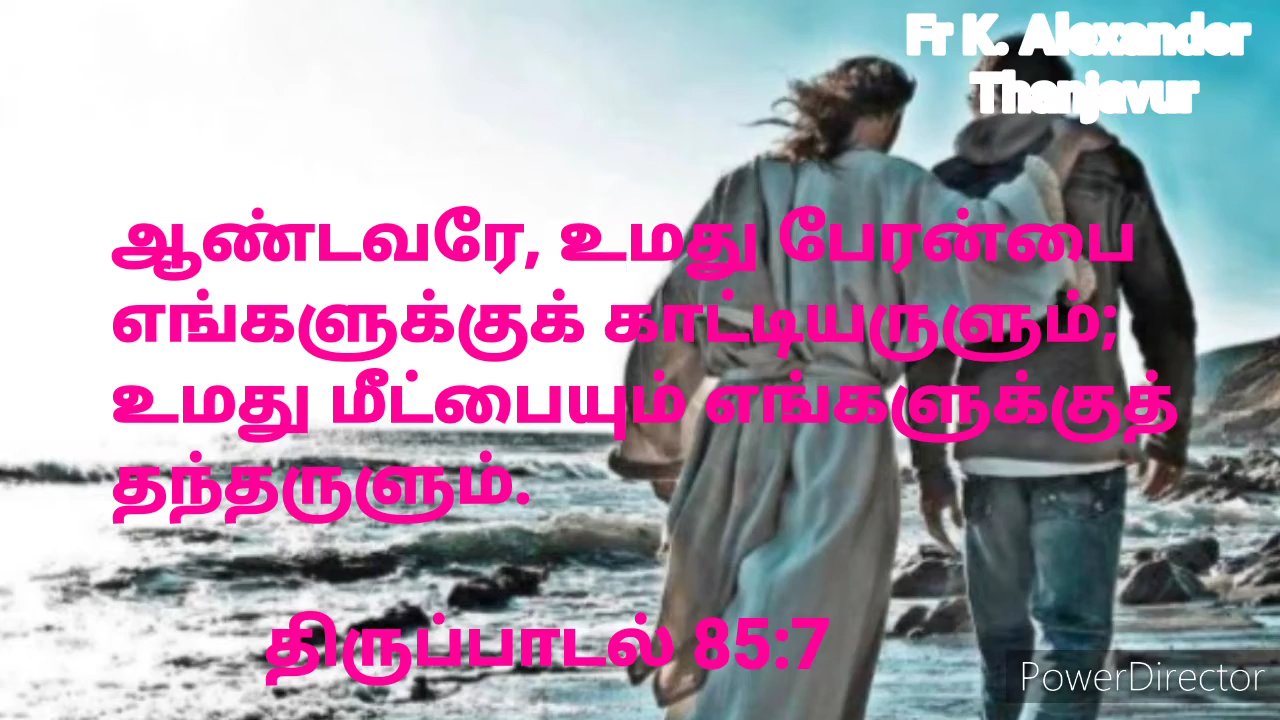 Fr K. Alexander
Thanjavur
ஆண்டவரே, உமது பேரன்பை
எங்களுக்குக் காட்டியருளும்;
உமது மீட்பையும் எங்களுக்குத்
தந்தருளும்.
திருப்பாடல் 85:7
PowerDirector